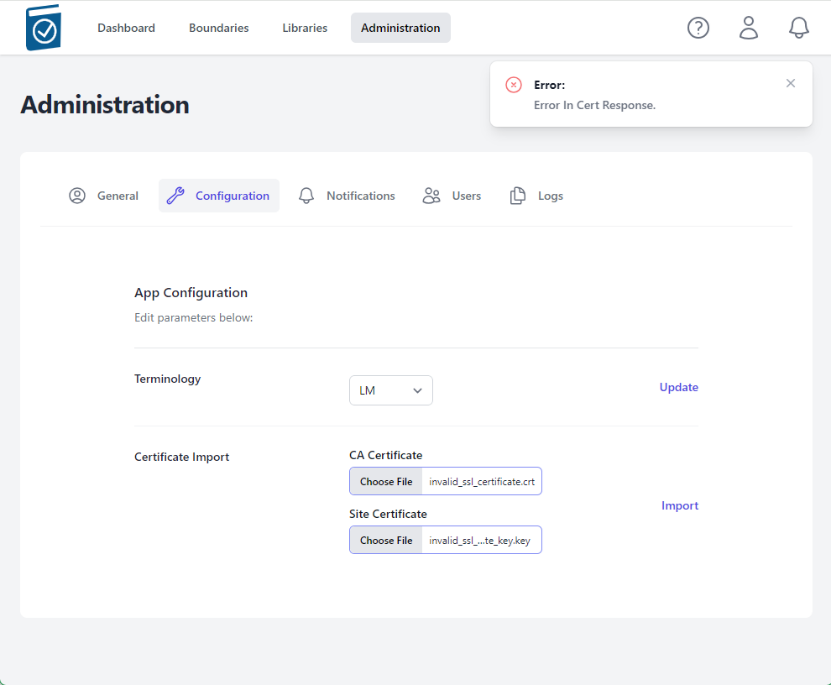 Dashboard Boundaries Libraries Administration
Error:
Error In Cert Response.
Administration
General Configuration Notifications Users Logs
App Configuration
Edit parameters below:
Terminology LM Update
Certificate Import
CA Certificate
Choose File invalid_ssl_certificate.crt
Import
Site Certificate
Choose File invalid_ssl_...te_key.key